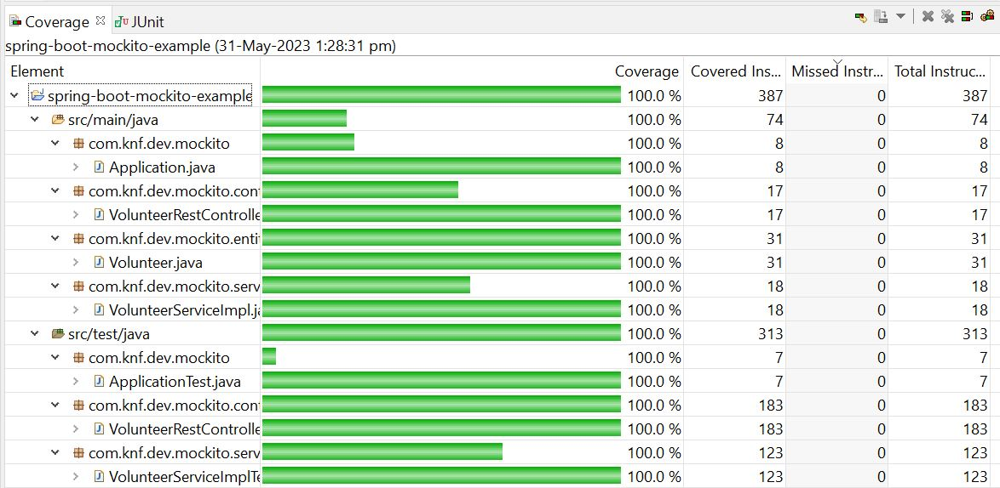 Coverage JUnit
spring-boot-mockito-example (31-May-2023 1:28:31 pm)
Element Coverage Covered Ins... Missed Instr... Total Instruc...
spring-boot-mockito-example 100.0 % 387 0 387
src/main/java 100.0 % 74 0 74
com.knf.dev.mockito 100.0 % 8 0 8
Application.java 100.0 % 8 0 8
com.knf.dev.mockito.con 100.0 % 17 0 17
VolunteerRestControlle 100.0 % 17 0 17
com.knf.dev.mockito.enti 100.0 % 31 0 31
Volunteer.java 100.0 % 31 0 31
com.knf.dev.mockito.serv 100.0 % 18 0 18
VolunteerServiceImpl.ja 100.0 % 18 0 18
src/test/java 100.0 % 313 0 313
com.knf.dev.mockito 100.0 % 7 0 7
ApplicationTest.java 100.0 % 7 0 7
com.knf.dev.mockito.con 100.0 % 183 0 183
VolunteerRestControlle 100.0 % 183 0 183
com.knf.dev.mockito.serv 100.0 % 123 0 123
VolunteerServiceImplTe 100.0 % 123 0 123